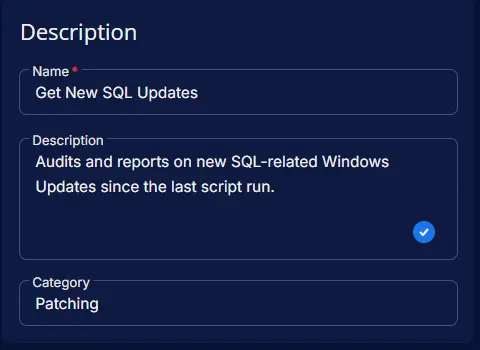 Description
Name *
Get New SQL Updates
Description
Audits and reports on new SQL-related Windows
Updates since the last script run.
Category
Patching